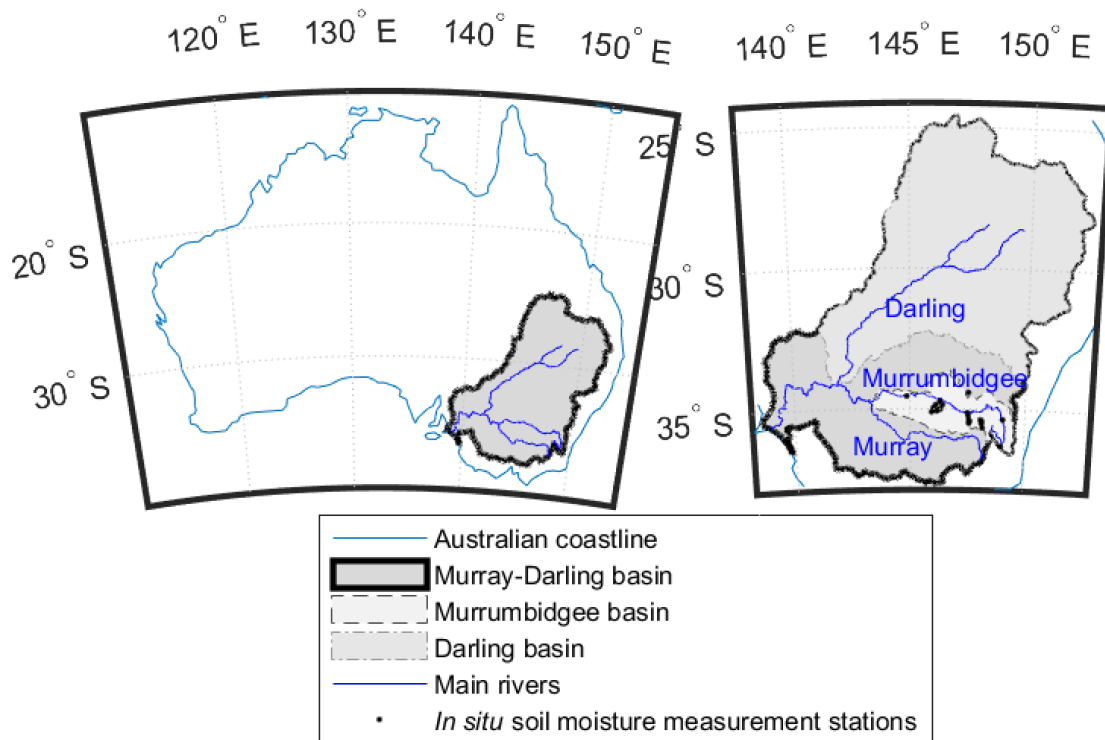 120° E 130° E 140° E 150° E
140° E 145° E 150° E
25° S
20° S
30° S
Darling
Murrumbidgee
30° S
35° S
Murray
Australian coastline
Murray-Darling basin
Murrumbidgee basin
Darling basin
Main rivers
In situ soil moisture measurement stations